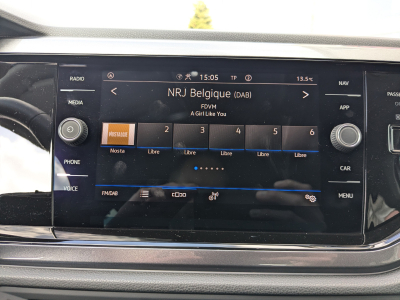 RADIO
MEDIA
PHONE
VOICE
15:05 TP 13.5°C
NRJ Belgique (DAB)
FDVM
A Girl Like You
NOSTALGIE 2 3 4 5 6
Nosta Libre Libre Libre Libre Libre
FM/DAB
NAV
APP
CAR
MENU